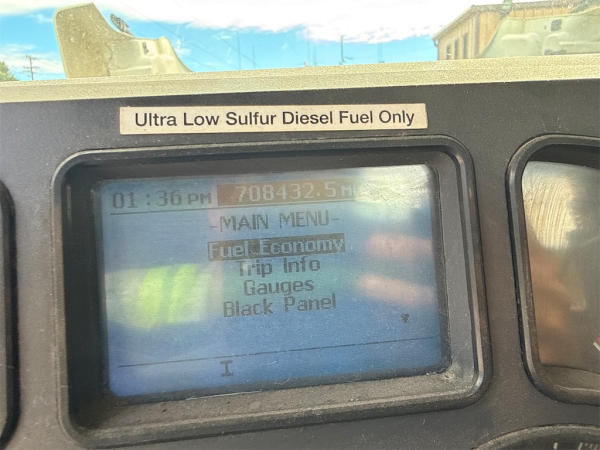 Ultra Low Sulfur Diesel Fuel Only
01:36 PM 708432.5 MI
-MAIN MENU-
Fuel Economy
Trip Info
Gauges
Black Panel
I